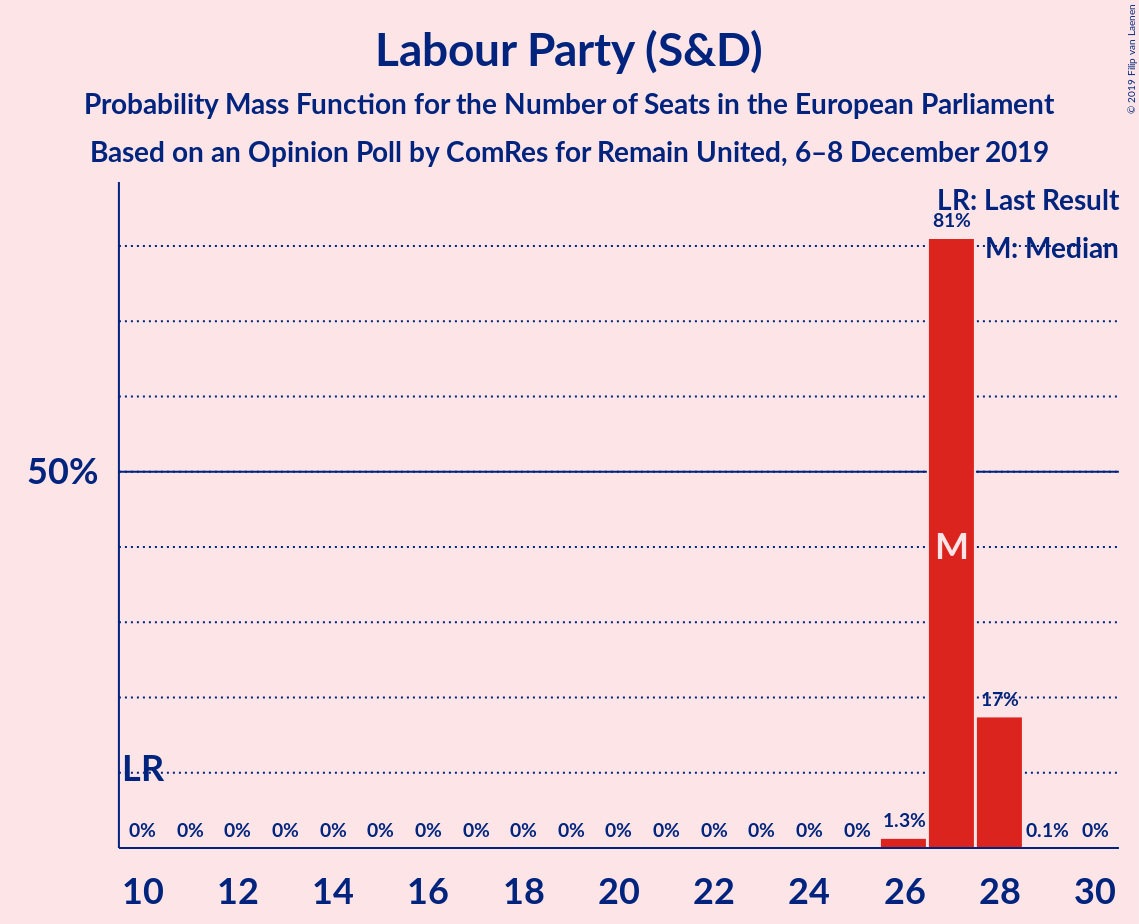 Labour Party (S&D)
Probability Mass Function for the Number of Seats in the European Parliament
Based on an Opinion Poll by ComRes for Remain United, 6–8 December 2019
© 2019 Filip van Laenen
LR: Last Result
M: Median
81%
50%
M
17%
LR
0% 0% 0% 0% 0% 0% 0% 0% 0% 0% 0% 0% 0% 0% 0% 0% 1.3% 0.1% 0%
10 12 14 16 18 20 22 24 26 28 30